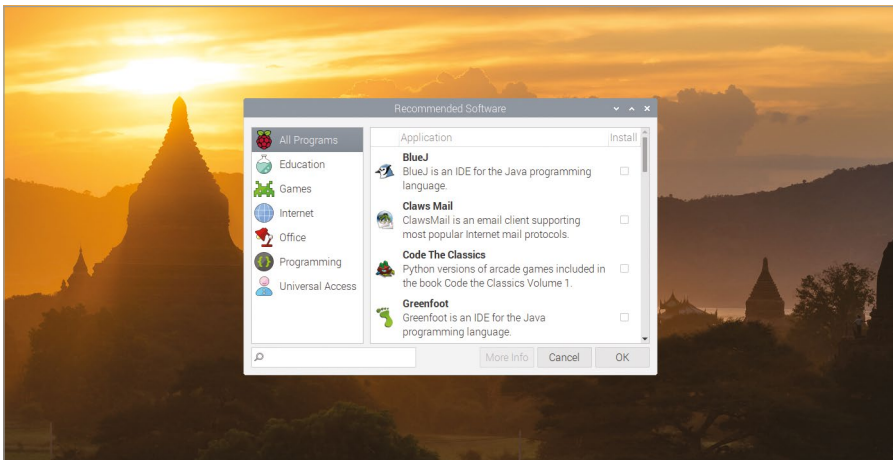 Recommended Software
All Programs
Education
Games
Internet
Office
Programming
Universal Access
Application
Install
BlueJ
BlueJ is an IDE for the Java programming
language.
Claws Mail
ClawsMail is an email client supporting
most popular Internet mail protocols.
Code The Classics
Python versions of arcade games included in
the book Code the Classics Volume 1.
Greenfoot
Greenfoot is an IDE for the Java
programming language.
More Info
Cancel
OK